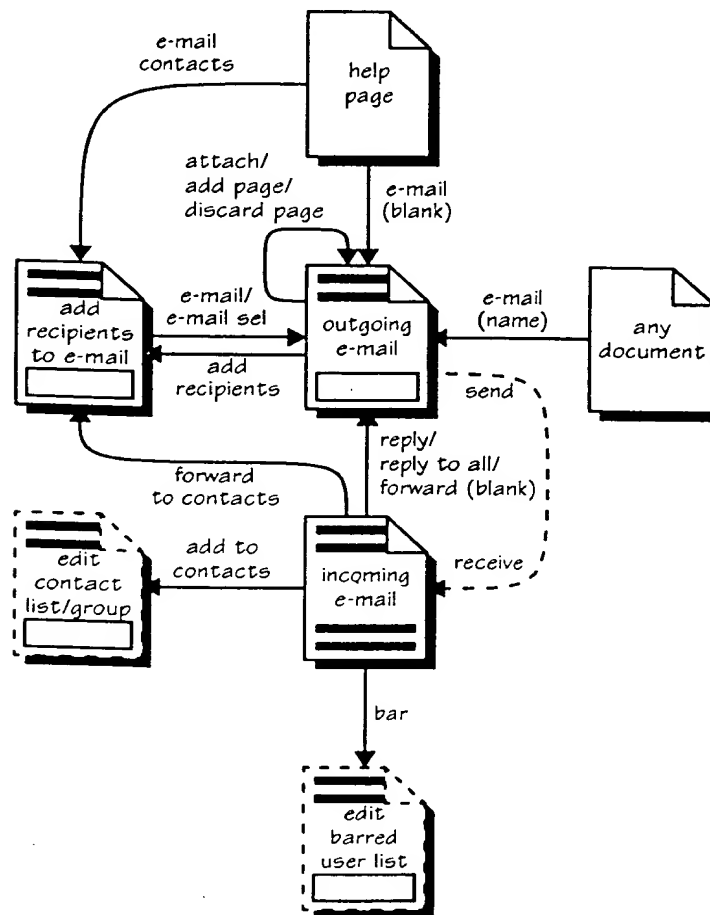 e-mail
contacts
help
page
attach/
add page/
discard page
e-mail
(blank)
add
recipients
to e-mail
e-mail/
e-mail sel
add
recipients
outgoing
e-mail
e-mail
(name)
any
document
send
reply/
reply to all/
forward (blank)
forward
to contacts
receive
edit
contact
list/group
add to
contacts
incoming
e-mail
bar
edit
barred
user list